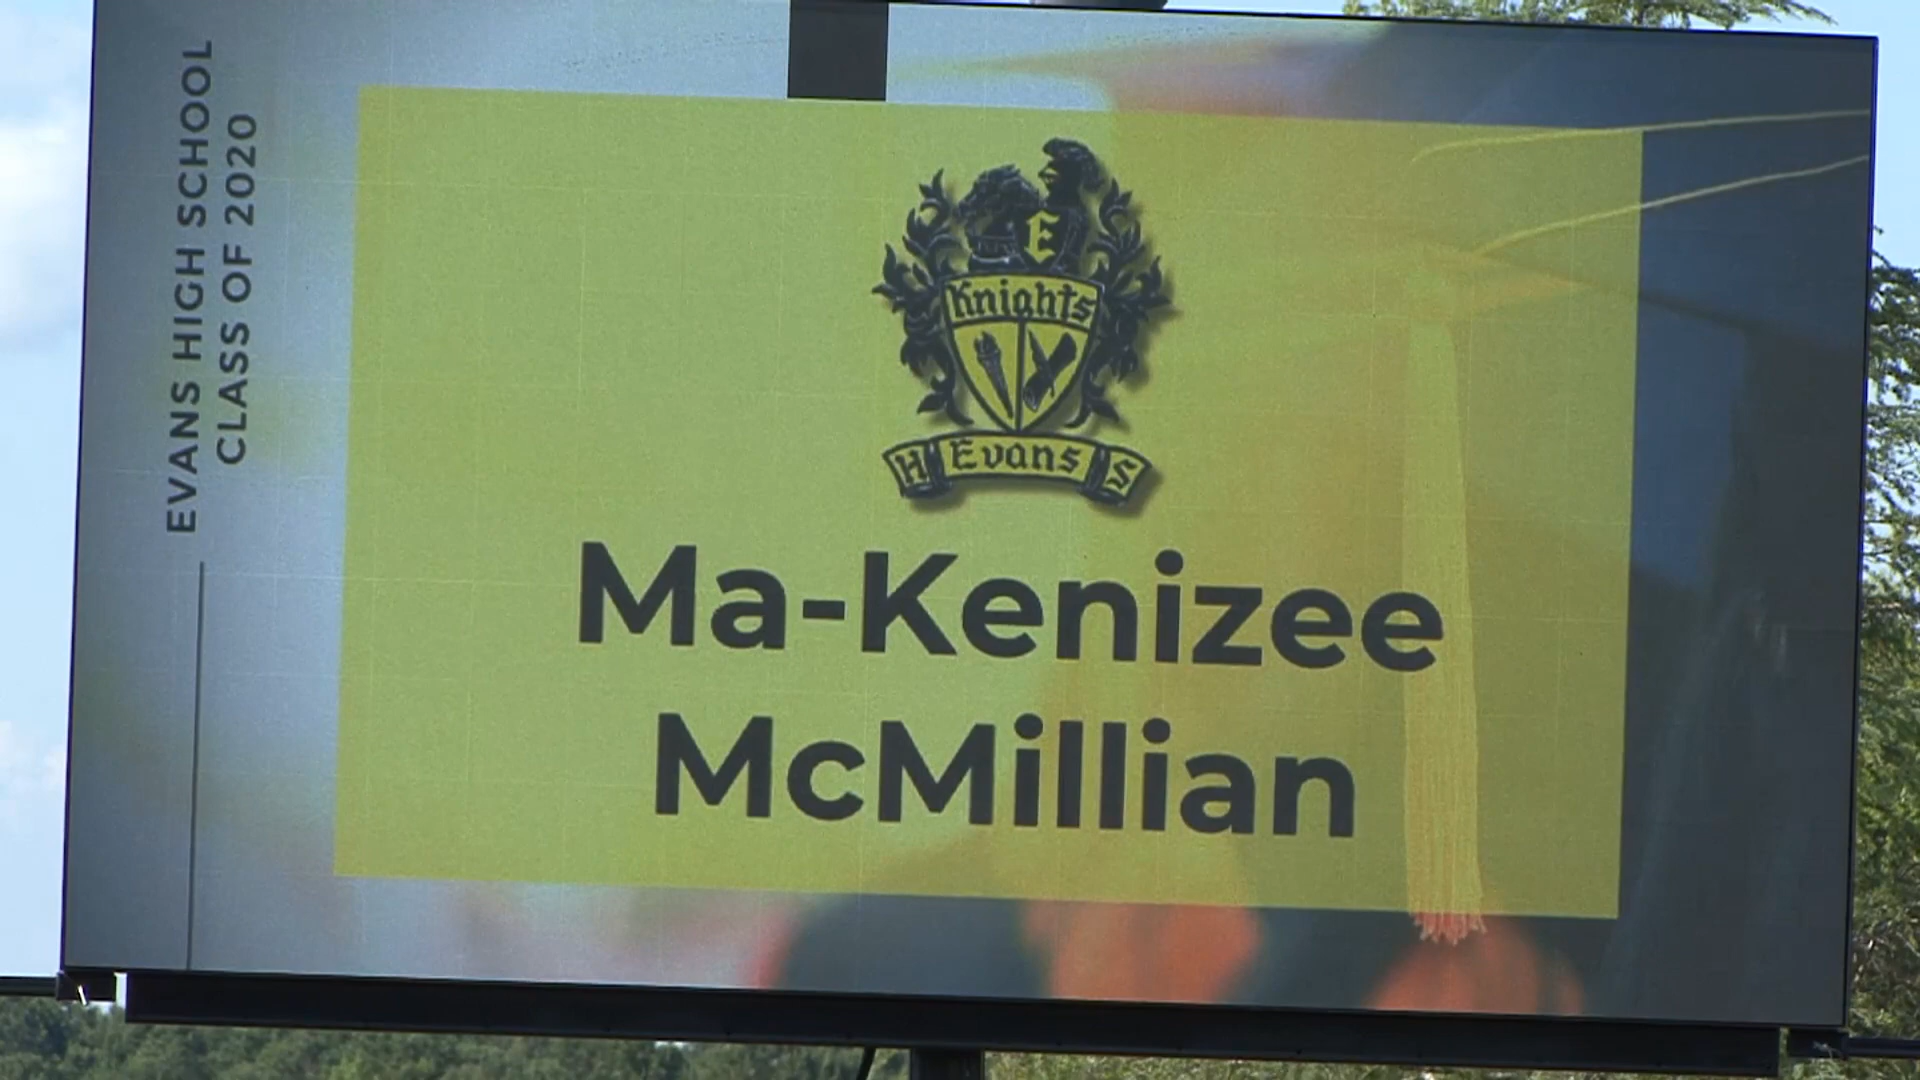 EVANS HIGH SCHOOL
CLASS OF 2020
E
Knights
H Evans S
Ma-Kenizee
McMillian